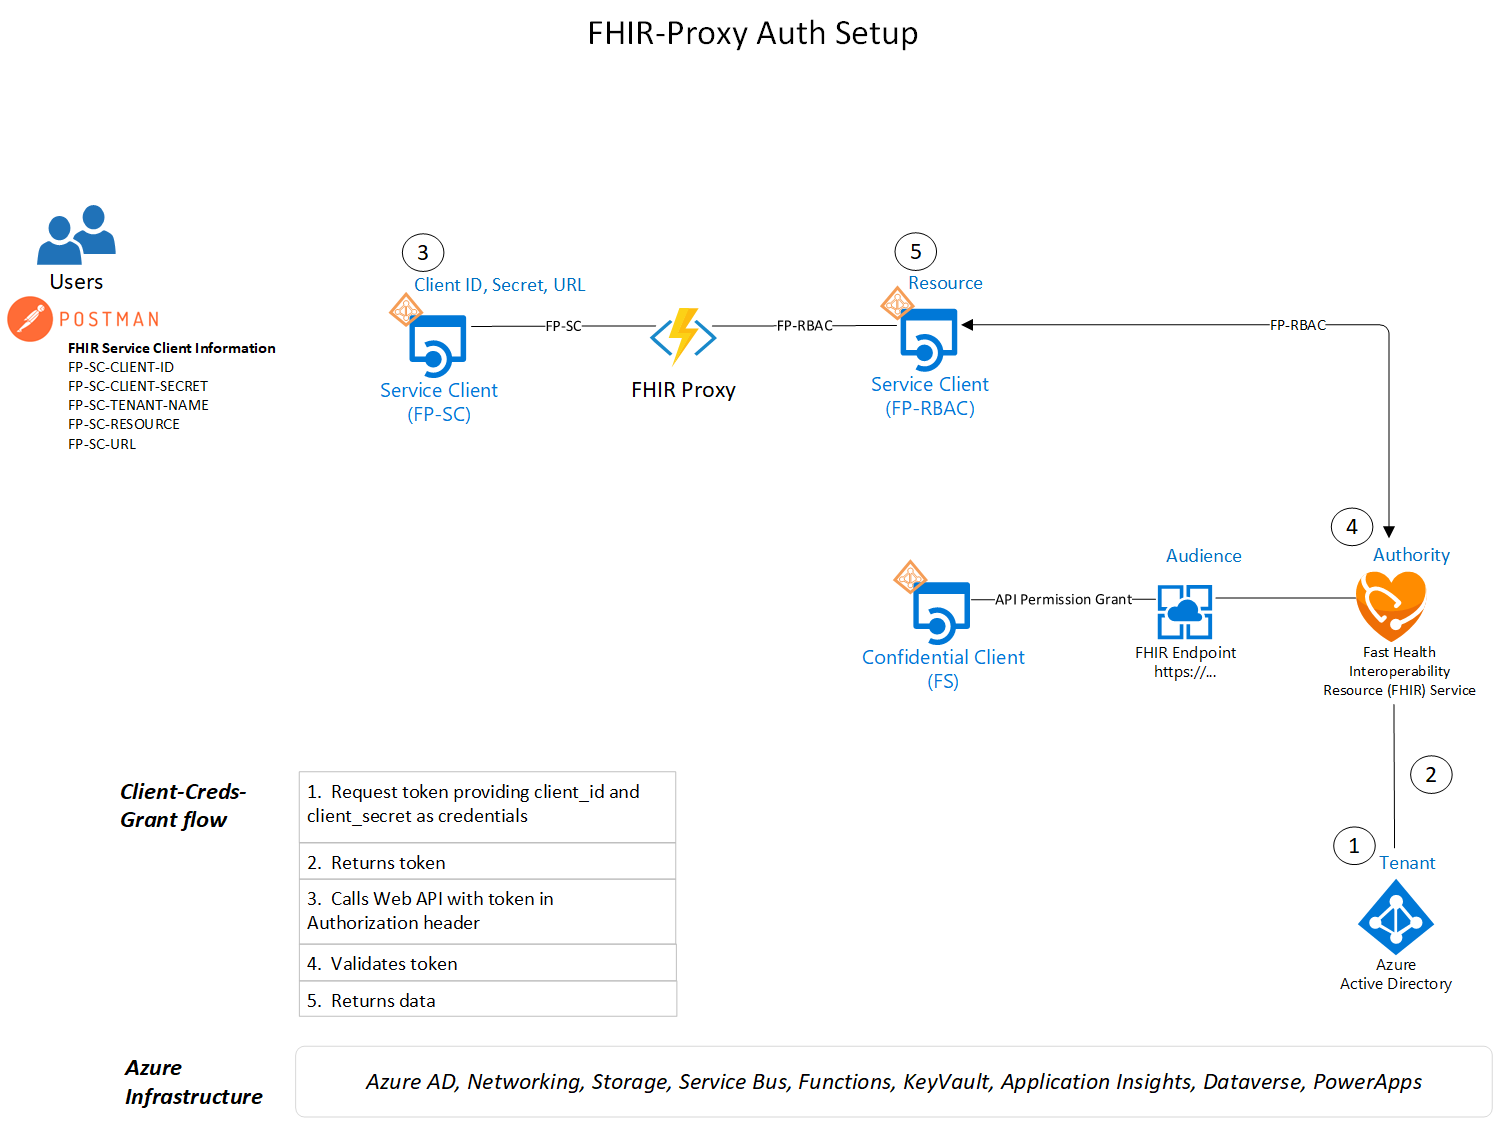 FHIR-Proxy Auth Setup
Users
POSTMAN
FHIR Service Client Information
FP-SC-CLIENT-ID
FP-SC-CLIENT-SECRET
FP-SC-TENANT-NAME
FP-SC-RESOURCE
FP-SC-URL
3
Client ID, Secret, URL
Service Client
(FP-SC)
FP-SC
FHIR Proxy
FP-RBAC
5
Resource
Service Client
(FP-RBAC)
FP-RBAC
4
Authority
Fast Health
Interoperability
Resource (FHIR) Service
Audience
FHIR Endpoint
https://...
API Permission Grant
Confidential Client
(FS)
2
1
Tenant
Azure
Active Directory
Client-Creds-
Grant flow
1. Request token providing client_id and
client_secret as credentials
2. Returns token
3. Calls Web API with token in
Authorization header
4. Validates token
5. Returns data
Azure
Infrastructure
Azure AD, Networking, Storage, Service Bus, Functions, KeyVault, Application Insights, Dataverse, PowerApps